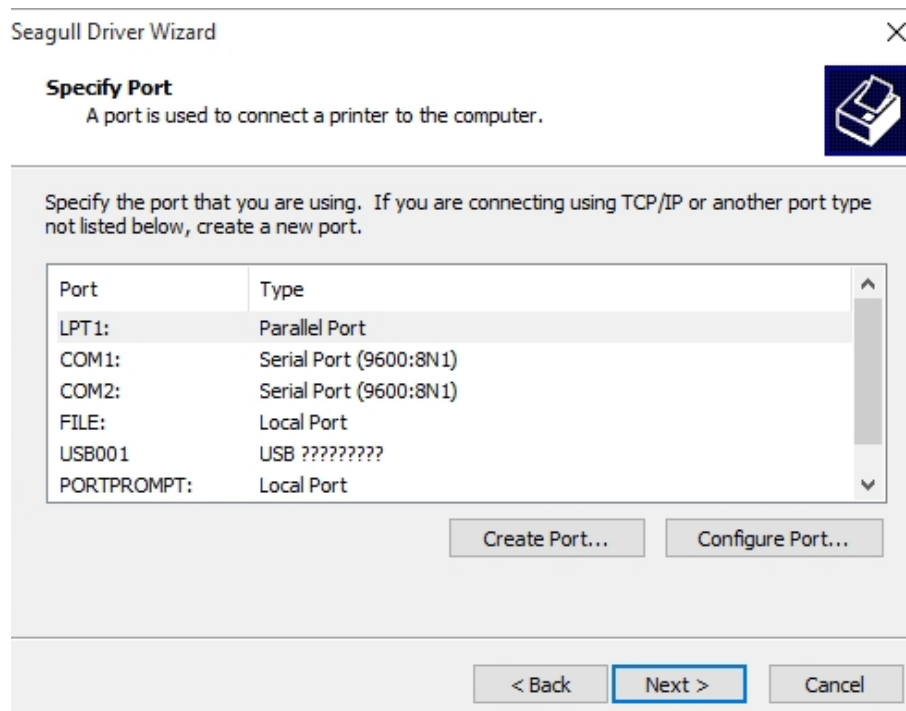 Seagull Driver Wizard
Specify Port
A port is used to connect a printer to the computer.
Specify the port that you are using.  If you are connecting using TCP/IP or another port type
not listed below, create a new port.
Port Type
LPT1: Parallel Port
COM1: Serial Port (9600:8N1)
COM2: Serial Port (9600:8N1)
FILE: Local Port
USB001 USB ?????????
PORTPROMPT: Local Port
Create Port... Configure Port...
< Back Next > Cancel